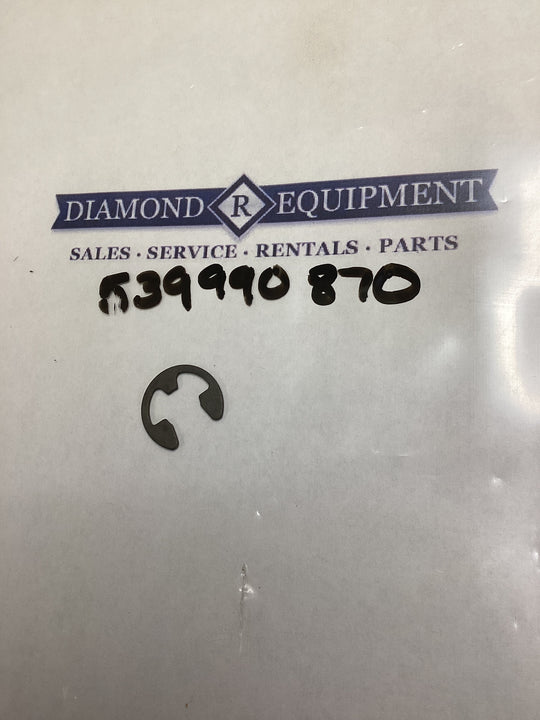 DIAMOND R EQUIPMENT
SALES · SERVICE · RENTALS · PARTS
539990 870